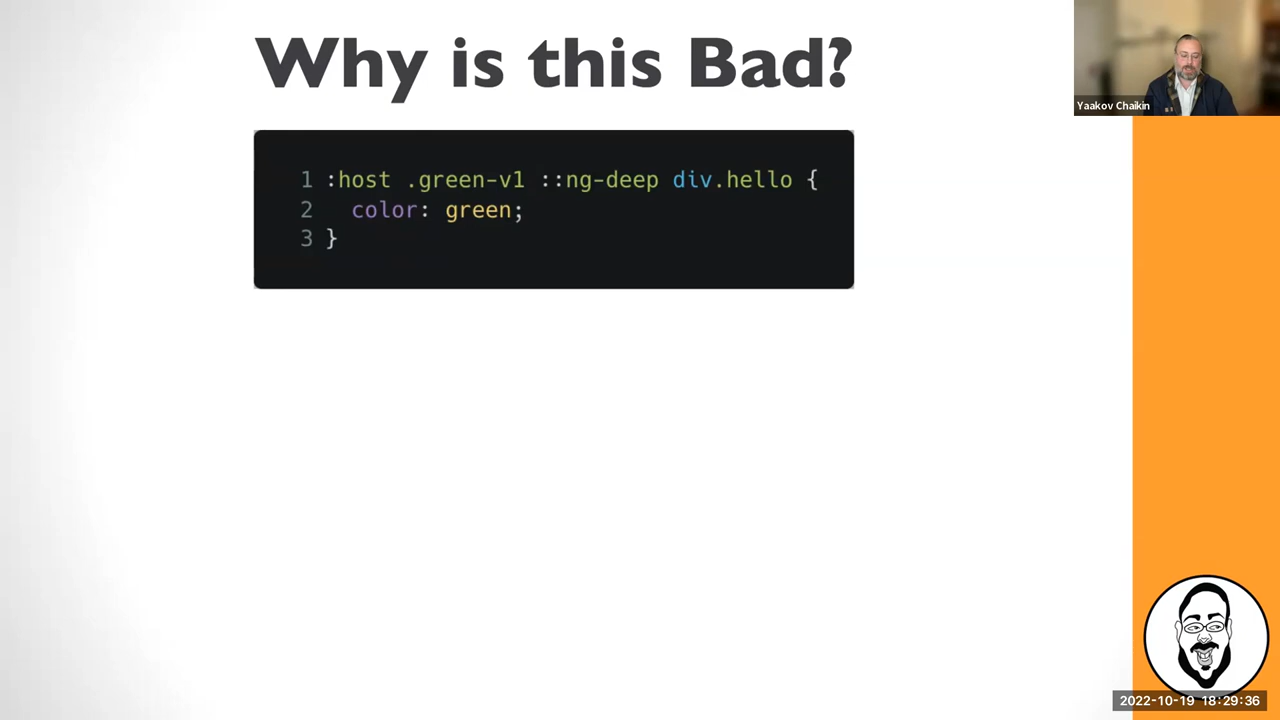 Why is this Bad?
Yaakov Chaikin
1 :host .green-v1 ::ng-deep div.hello {
2   color: green;
3 }
2022-10-19 18:29:36